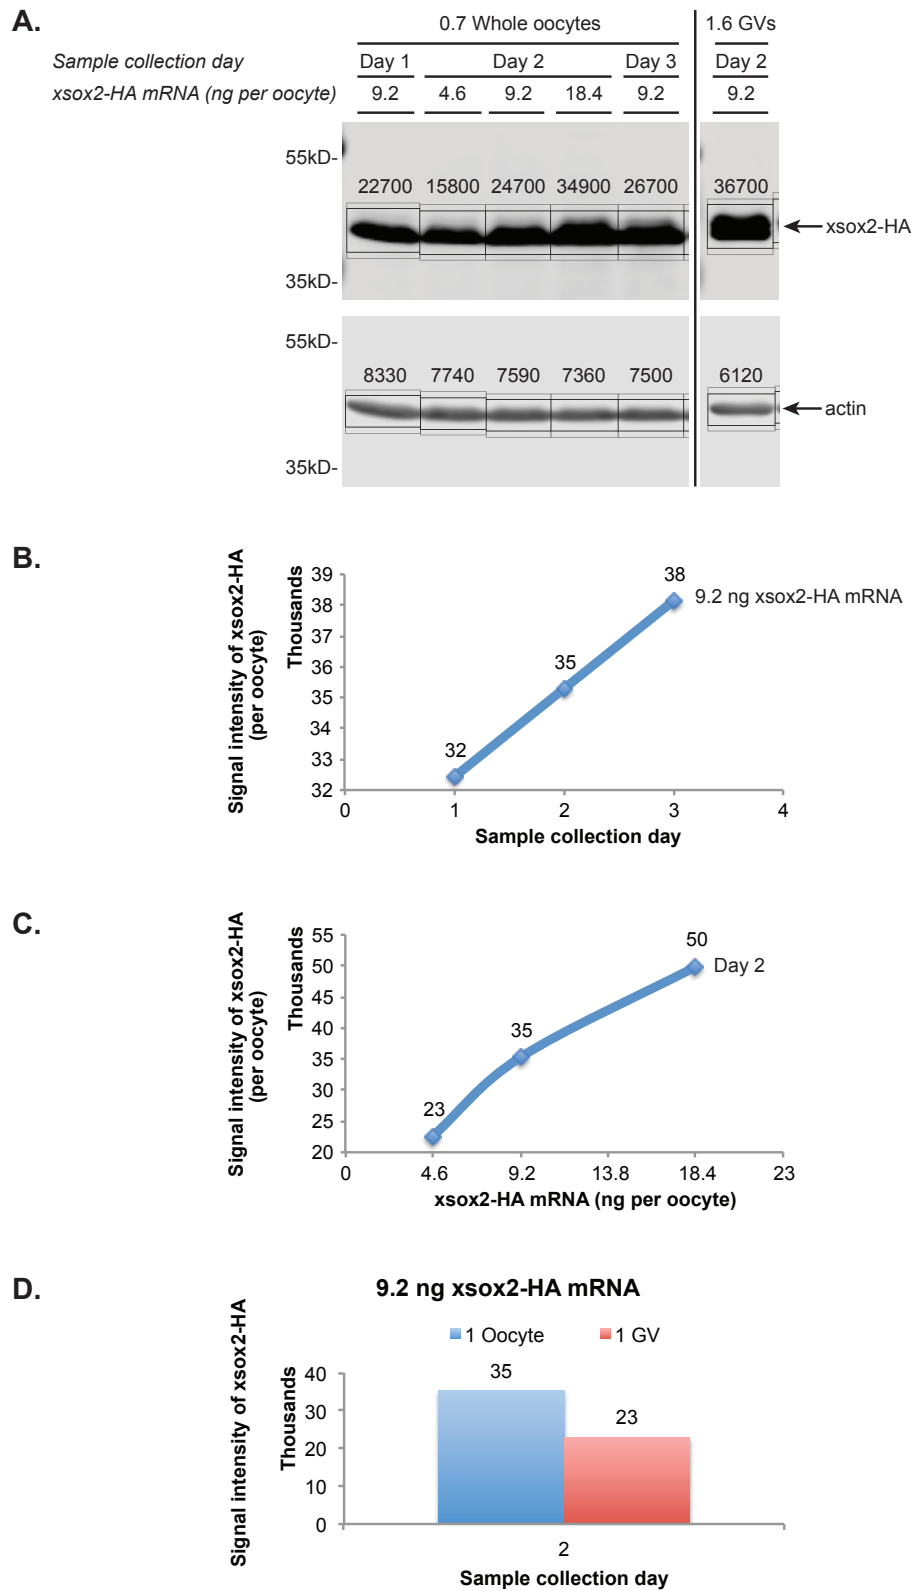 A.
0.7 Whole oocytes
1.6 GVs
Sample collection day
Day 1
Day 2
Day 3
Day 2
xsox2-HA mRNA (ng per oocyte)
9.2
4.6
9.2
18.4
9.2
9.2
55kD-
22700
15800
24700
34900
26700
36700
xsox2-HA
35kD-
55kD-
8330
7740
7590
7360
7500
6120
actin
35kD-
B.
Signal intensity of xsox2-HA
(per oocyte)
Thousands
39
38
37
36
35
34
33
32
32
35
38
9.2 ng xsox2-HA mRNA
0
1
2
3
4
Sample collection day
C.
Signal intensity of xsox2-HA
(per oocyte)
Thousands
55
50
45
40
35
30
25
20
23
35
50
Day 2
0
4.6
9.2
13.8
18.4
23
xsox2-HA mRNA (ng per oocyte)
D.
9.2 ng xsox2-HA mRNA
1 Oocyte
1 GV
Signal intensity of xsox2-HA
Thousands
40
30
20
10
0
35
23
2
Sample collection day